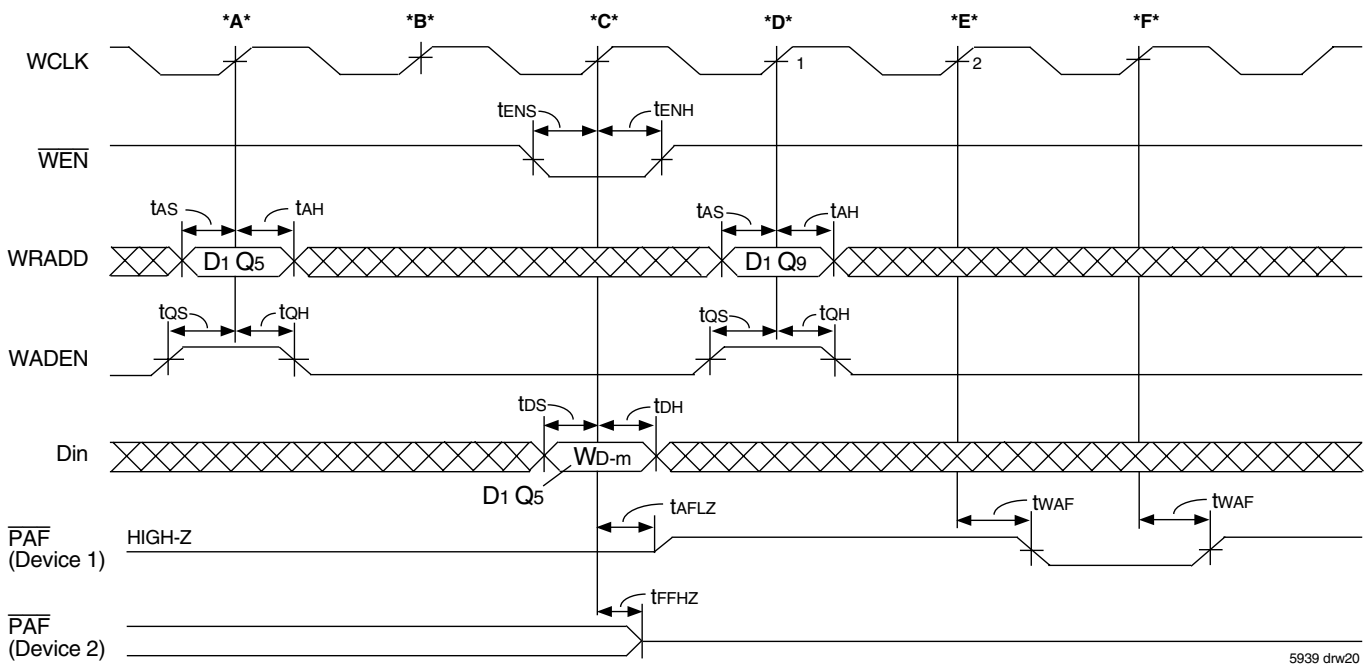 *A* *B* *C* *D* *E* *F*
WCLK 1 2
tENS tENH
WEN
tAS tAH tAS tAH
WRADD D1 Q5 D1 Q9
tQS tQH tQS tQH
WADEN
tDS tDH
Din WD-m
D1 Q5
tAFLZ tWAF tWAF
PAF HIGH-Z
(Device 1)
tFFHZ
PAF
(Device 2)
5939 drw20